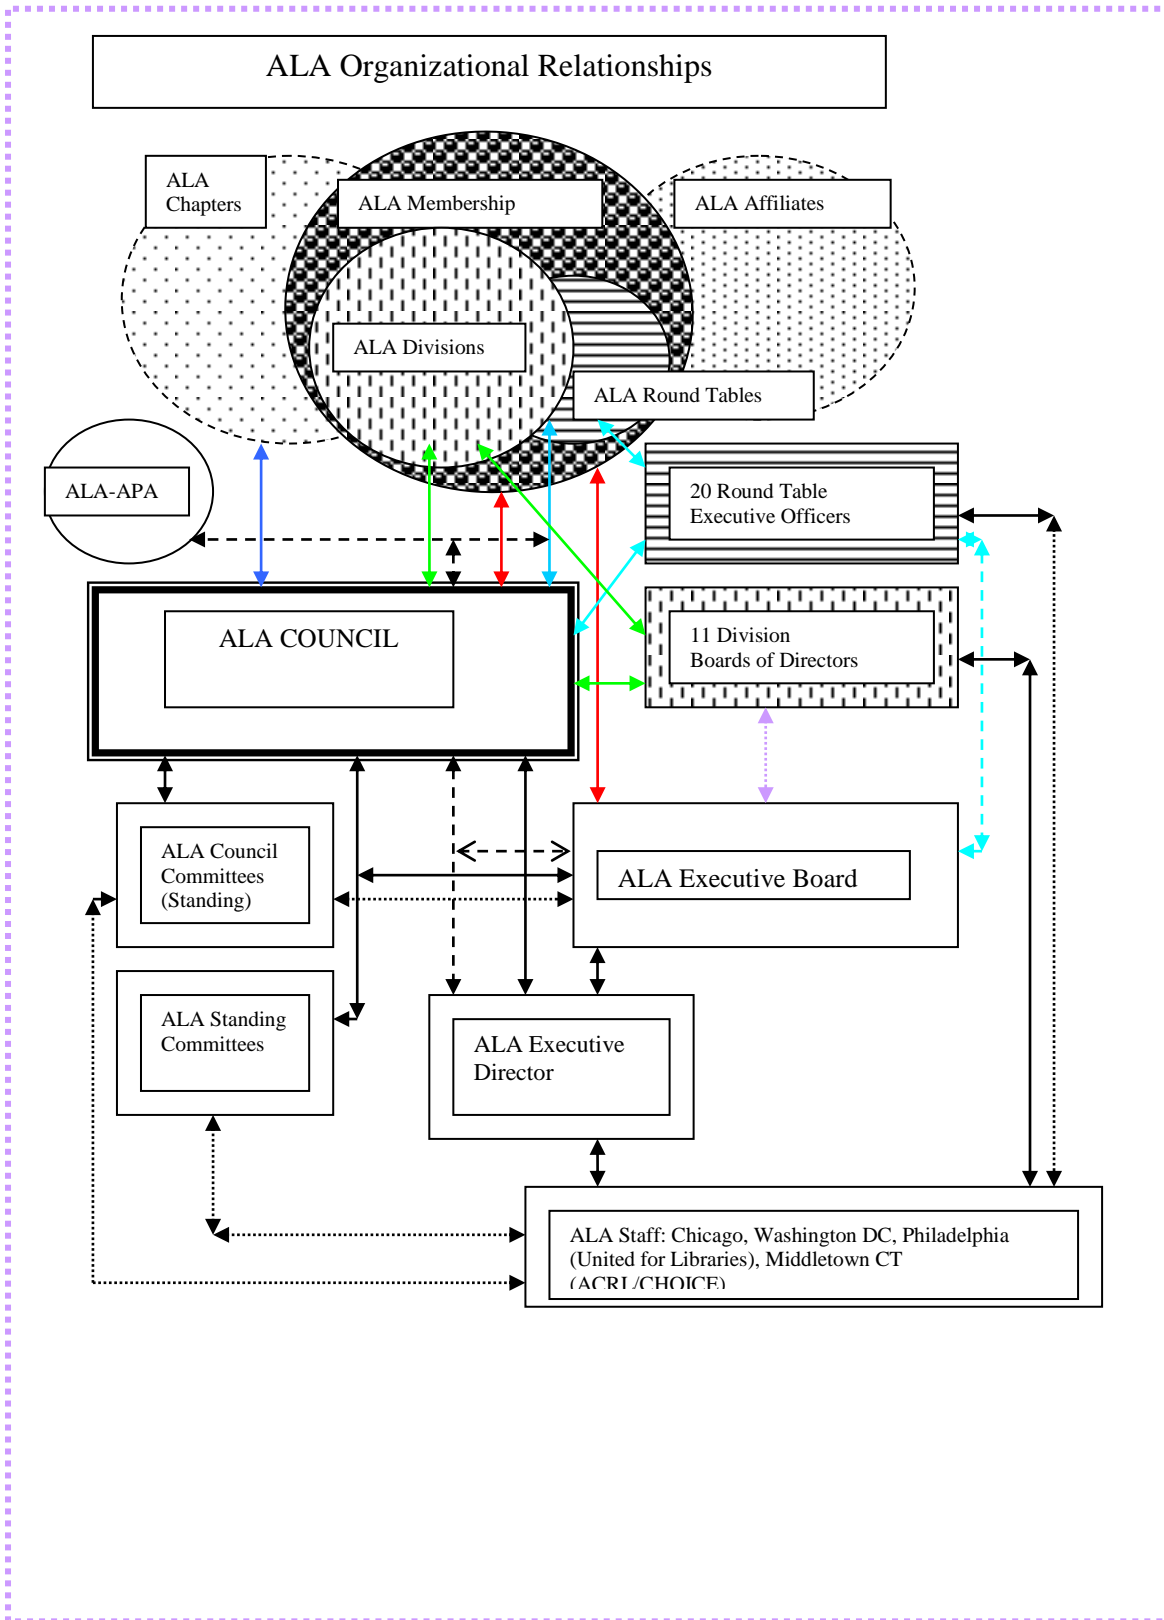 ALA Organizational Relationships
ALA
Chapters
ALA Membership
ALA Affiliates
ALA Divisions
ALA Round Tables
ALA-APA
20 Round Table
Executive Officers
ALA COUNCIL
11 Division
Boards of Directors
ALA Council
Committees
(Standing)
ALA Executive Board
ALA Standing
Committees
ALA Executive
Director
ALA Staff: Chicago, Washington DC, Philadelphia
(United for Libraries), Middletown CT
(ACRL/CHOICE)